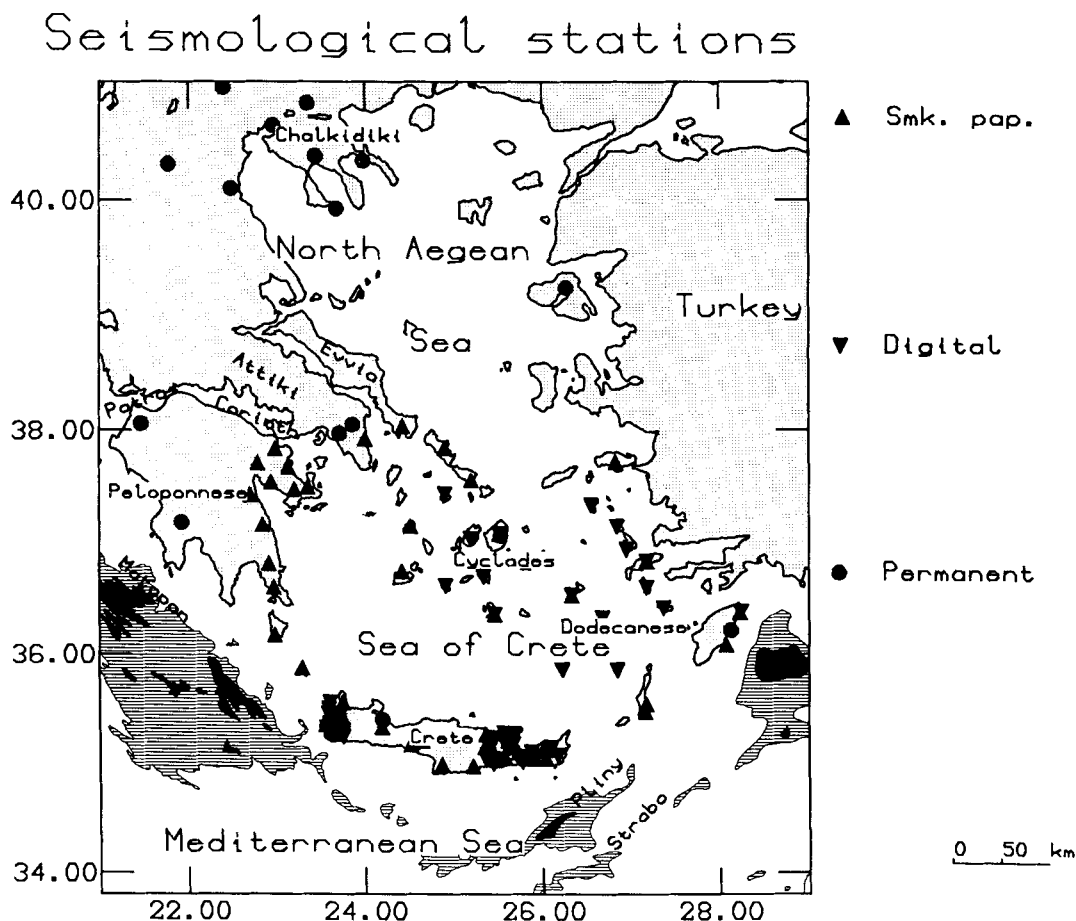 Seismological stations
Smk. pap.
Chalkidiki
40.00
North Aegean
Turkey
Sea
Digital
Evvia
Attiki
Corint
38.00
Peloponnese
Cyclades
Permanent
Dodecanese
Sea of Crete
36.00
Crete
Pliny
Strabo
Mediterranean Sea
0 50 km
34.00
22.00 24.00 26.00 28.00